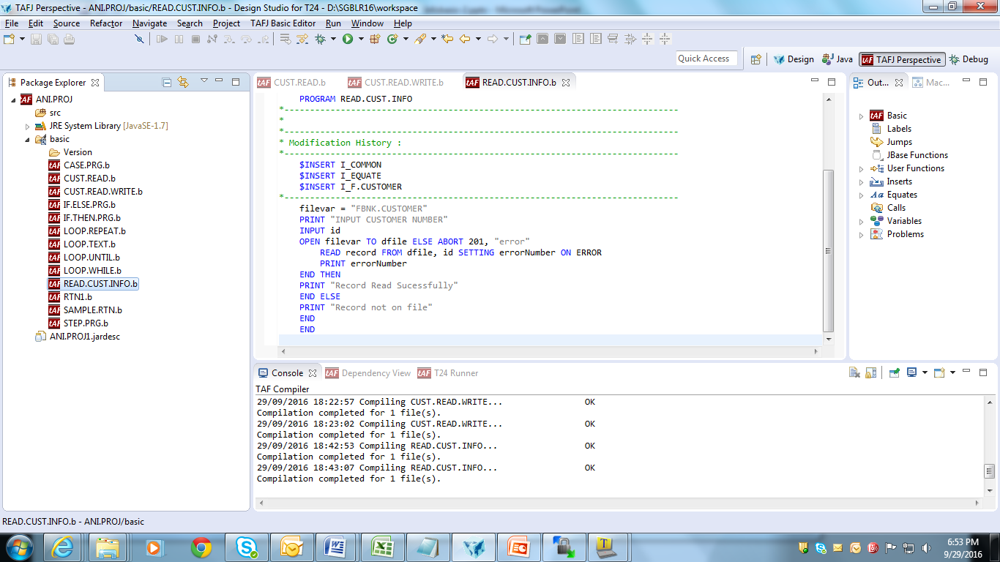 TAFJ Perspective - ANI.PROJ/basic/READ.CUST.INFO.b - Design Studio for T24 - D:\SGBLR16\workspace
File Edit Source Refactor Navigate Search Project TAFJ Basic Editor Run Window Help
Quick Access
Design
Java
TAFJ Perspective
Debug
Package Explorer
ANI.PROJ
src
JRE System Library [JavaSE-1.7]
basic
Version
CASE.PRG.b
CUST.READ.b
CUST.READ.WRITE.b
IF.ELSE.PRG.b
IF.THEN.PRG.b
LOOP.REPEAT.b
LOOP.TEXT.b
LOOP.UNTIL.b
LOOP.WHILE.b
READ.CUST.INFO.b
RTN1.b
SAMPLE.RTN.b
STEP.PRG.b
ANI.PROJ1.jardesc
CUST.READ.b
CUST.READ.WRITE.b
READ.CUST.INFO.b
PROGRAM READ.CUST.INFO
*-----------------------------------------------------------------------------
*
*-----------------------------------------------------------------------------
* Modification History :
*-----------------------------------------------------------------------------
$INSERT I_COMMON
$INSERT I_EQUATE
$INSERT I_F.CUSTOMER
*-----------------------------------------------------------------------------
filevar = "FBNK.CUSTOMER"
PRINT "INPUT CUSTOMER NUMBER"
INPUT id
OPEN filevar TO dfile ELSE ABORT 201, "error"
READ record FROM dfile, id SETTING errorNumber ON ERROR
PRINT errorNumber
END THEN
PRINT "Record Read Sucessfully"
END ELSE
PRINT "Record not on file"
END
END
Out...
Mac...
Basic
Labels
Jumps
JBase Functions
User Functions
Inserts
Equates
Calls
Variables
Problems
Console
Dependency View
T24 Runner
TAF Compiler
29/09/2016 18:22:57 Compiling CUST.READ.WRITE... OK
Compilation completed for 1 file(s).
29/09/2016 18:23:02 Compiling CUST.READ.WRITE... OK
Compilation completed for 1 file(s).
29/09/2016 18:42:53 Compiling READ.CUST.INFO... OK
Compilation completed for 1 file(s).
29/09/2016 18:43:07 Compiling READ.CUST.INFO... OK
Compilation completed for 1 file(s).
READ.CUST.INFO.b - ANI.PROJ/basic
6:53 PM
9/29/2016